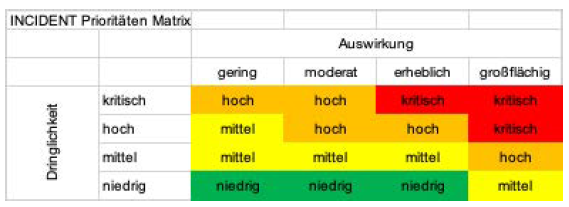 INCIDENT Prioritäten Matrix
Auswirkung
gering moderat erheblich großflächig
Dringlichkeit
kritisch hoch hoch kritisch kritisch
hoch mittel hoch hoch kritisch
mittel mittel mittel mittel hoch
niedrig niedrig niedrig niedrig mittel